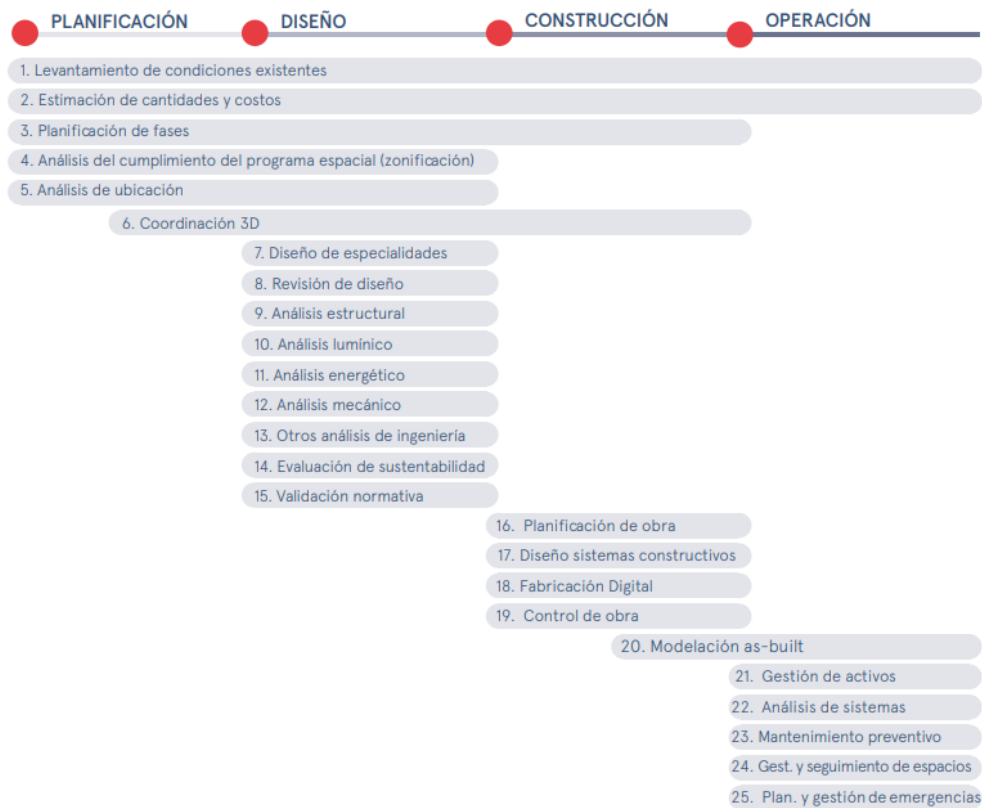 PLANIFICACIÓN
DISEÑO
CONSTRUCCIÓN
OPERACIÓN
1. Levantamiento de condiciones existentes
2. Estimación de cantidades y costos
3. Planificación de fases
4. Análisis del cumplimiento del programa espacial (zonificación)
5. Análisis de ubicación
6. Coordinación 3D
7. Diseño de especialidades
8. Revisión de diseño
9. Análisis estructural
10. Análisis lumínico
11. Análisis energético
12. Análisis mecánico
13. Otros análisis de ingeniería
14. Evaluación de sustentabilidad
15. Validación normativa
16. Planificación de obra
17. Diseño sistemas constructivos
18. Fabricación Digital
19. Control de obra
20. Modelación as-built
21. Gestión de activos
22. Análisis de sistemas
23. Mantenimiento preventivo
24. Gest. y seguimiento de espacios
25. Plan. y gestión de emergencias